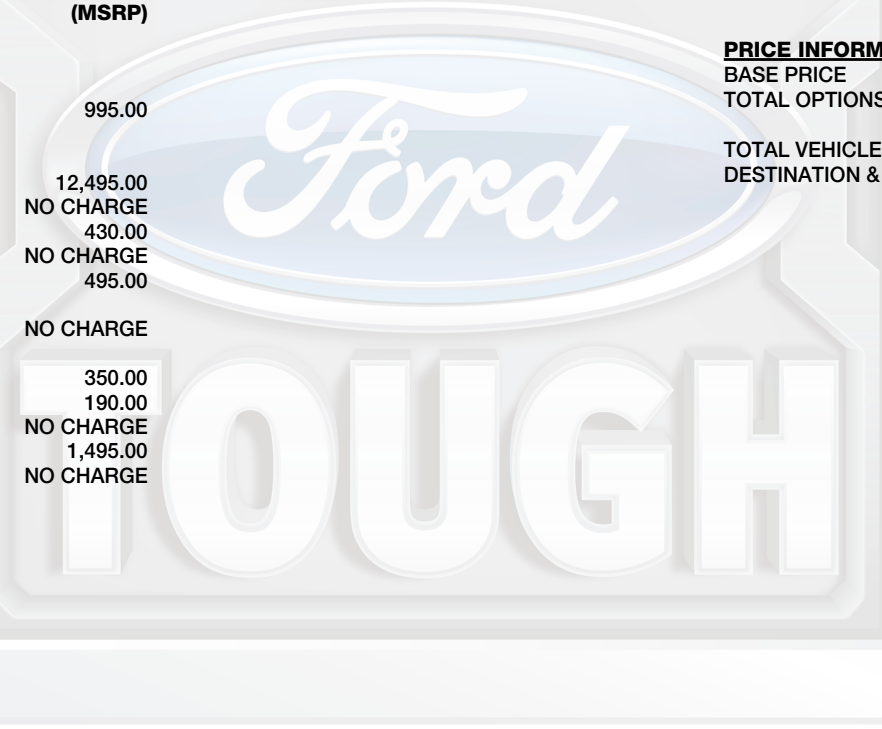 (MSRP)
995.00
12,495.00
NO CHARGE
430.00
NO CHARGE
495.00
NO CHARGE
350.00
190.00
NO CHARGE
1,495.00
NO CHARGE
PRICE INFORM
BASE PRICE
TOTAL OPTIONS
TOTAL VEHICLE
DESTINATION &
Ford
TOUGH